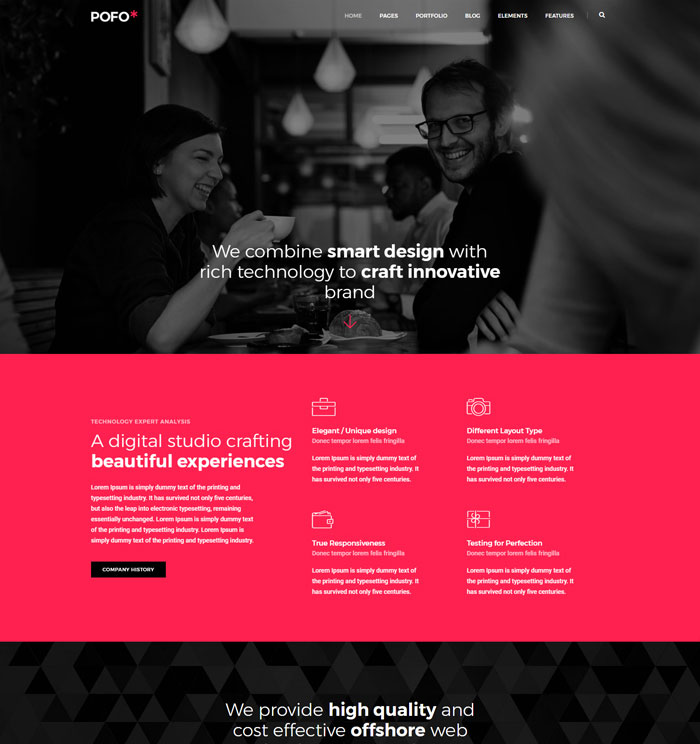 POFO*
HOME PAGES PORTFOLIO BLOG ELEMENTS FEATURES
We combine smart design with
rich technology to craft innovative
brand
TECHNOLOGY EXPERT ANALYSIS
A digital studio crafting
beautiful experiences
Lorem Ipsum is simply dummy text of the printing and
typesetting industry. It has survived not only five centuries,
but also the leap into electronic typesetting, remaining
essentially unchanged. Lorem Ipsum is simply dummy text
of the printing and typesetting industry. Lorem Ipsum is
simply dummy text of the printing and typesetting industry.
COMPANY HISTORY
Elegant / Unique design
Donec tempor lorem felis fringilla
Lorem Ipsum is simply dummy text of
the printing and typesetting industry. It
has survived not only five centuries.
Different Layout Type
Donec tempor lorem felis fringilla
Lorem Ipsum is simply dummy text of
the printing and typesetting industry. It
has survived not only five centuries.
True Responsiveness
Donec tempor lorem felis fringilla
Lorem Ipsum is simply dummy text of
the printing and typesetting industry. It
has survived not only five centuries.
Testing for Perfection
Donec tempor lorem felis fringilla
Lorem Ipsum is simply dummy text of
the printing and typesetting industry. It
has survived not only five centuries.
We provide high quality and
cost effective offshore web